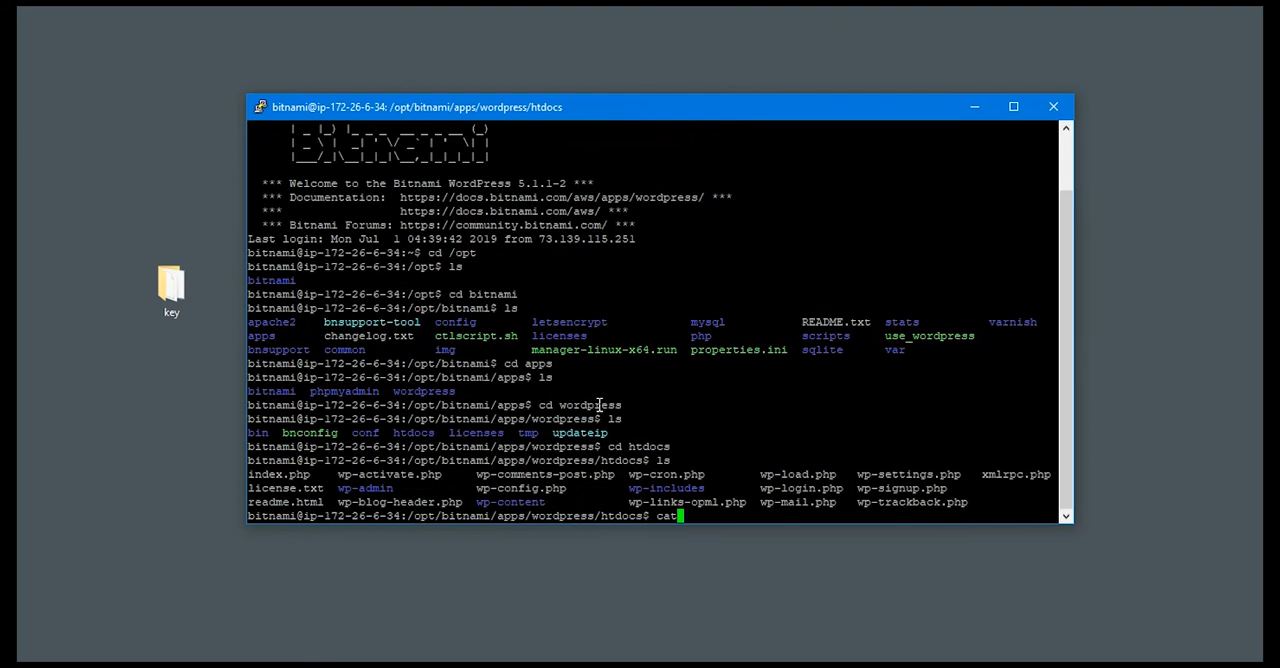 bitnami@ip-172-26-6-34: /opt/bitnami/apps/wordpress/htdocs
Bitnami
*** Welcome to the Bitnami WordPress 5.1.1-2 ***
*** Documentation:  https://docs.bitnami.com/aws/apps/wordpress/ ***
***                 https://docs.bitnami.com/aws/ ***
*** Bitnami Forums: https://community.bitnami.com/ ***
Last login: Mon Jul  1 04:39:42 2019 from 73.139.115.251
bitnami@ip-172-26-6-34:~$ cd /opt
bitnami@ip-172-26-6-34:/opt$ ls
bitnami
bitnami@ip-172-26-6-34:/opt$ cd bitnami
bitnami@ip-172-26-6-34:/opt/bitnami$ ls
apache2    bnsupport-tool  config        letsencrypt            mysql           README.txt  stats          varnish
apps       changelog.txt   ctlscript.sh  licenses               php             scripts     use_wordpress
bnsupport  common          img           manager-linux-x64.run  properties.ini  sqlite      var
bitnami@ip-172-26-6-34:/opt/bitnami$ cd apps
bitnami@ip-172-26-6-34:/opt/bitnami/apps$ ls
bitnami  phpmyadmin  wordpress
bitnami@ip-172-26-6-34:/opt/bitnami/apps$ cd wordpress
bitnami@ip-172-26-6-34:/opt/bitnami/apps/wordpress$ ls
bin  bnconfig  conf  htdocs  licenses  tmp  updateip
bitnami@ip-172-26-6-34:/opt/bitnami/apps/wordpress$ cd htdocs
bitnami@ip-172-26-6-34:/opt/bitnami/apps/wordpress/htdocs$ ls
index.php    wp-activate.php     wp-comments-post.php  wp-cron.php        wp-load.php   wp-settings.php   xmlrpc.php
license.txt  wp-admin            wp-config.php         wp-includes        wp-login.php  wp-signup.php
readme.html  wp-blog-header.php  wp-content            wp-links-opml.php  wp-mail.php   wp-trackback.php
bitnami@ip-172-26-6-34:/opt/bitnami/apps/wordpress/htdocs$ cat
key